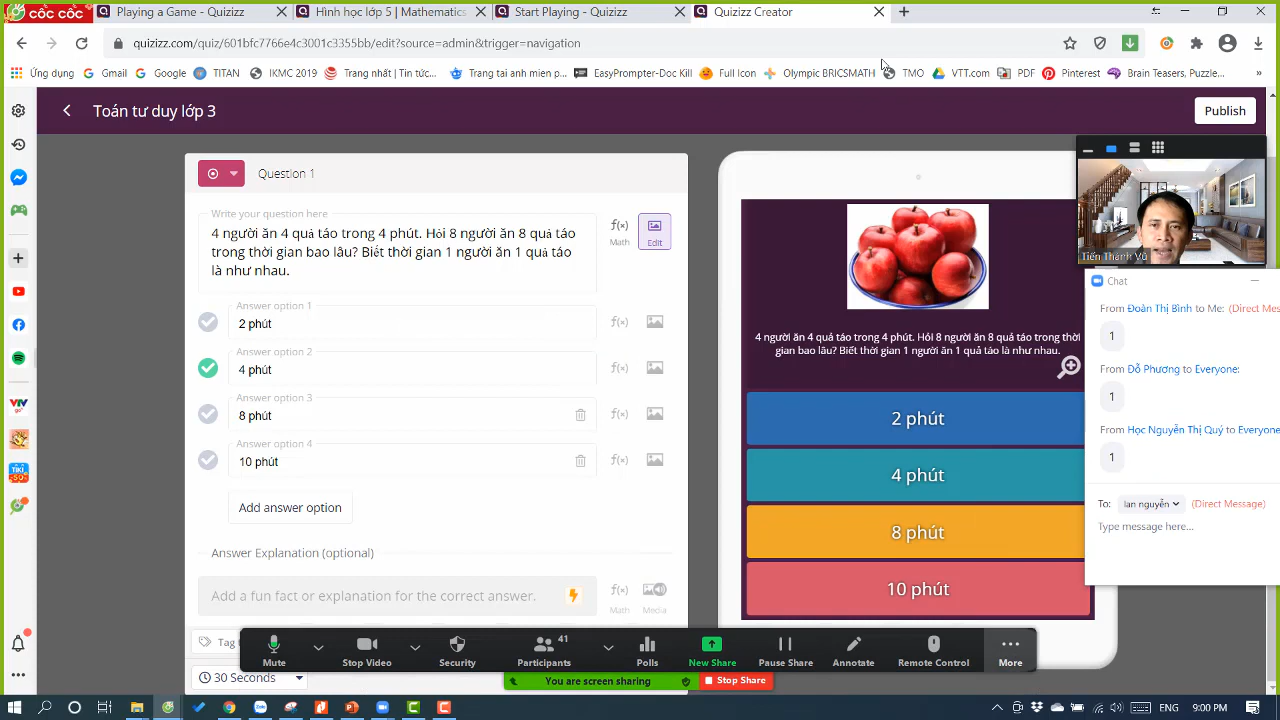 CỐC CỐC
Playing a Game - Quizizz
Hình học lớp 5 | Mathematics
Start Playing - Quizizz
Quizizz Creator
quizizz.com/quiz/601bfc7766e4c3001c3355bb/edit?source=admin&trigger=navigation
Ứng dụng
Gmail
Google
TITAN
IKMC 2019
Trang nhất | Tin tức...
Trang tai mien p...
EasyPrompter-Doc Kill
Full Icon
Olympic BRICSMATH
TMO
VTT.com
PDF
Pinterest
Brain Teasers, Puzzle...
»
Toán tư duy lớp 3
Publish
Question 1
Write your question here
4 người ăn 4 quả táo trong 4 phút. Hỏi 8 người ăn 8 quả táo
trong thời gian bao lâu? Biết thời gian 1 người ăn 1 quả táo
là như nhau.
f(x)
Math
Edit
Answer option 1
2 phút
f(x)
Answer option 2
4 phút
f(x)
Answer option 3
8 phút
f(x)
Answer option 4
10 phút
f(x)
Add answer option
Answer Explanation (optional)
Add a fun fact or explanation for the correct answer.
f(x)
Math
Media
Tag
30 Seconds
4 người ăn 4 quả táo trong 4 phút. Hỏi 8 người ăn 8 quả táo trong thời
gian bao lâu? Biết thời gian 1 người ăn 1 quả táo là như nhau.
2 phút
4 phút
8 phút
10 phút
Tiến Thành Vũ
Chat
From Đoàn Thị Bình to Me: (Direct Mes
1
From Đỗ Phương to Everyone:
1
From Học Nguyễn Thị Quý to Everyone
1
To: lan nguyễn (Direct Message)
Type message here...
Mute
Stop Video
Security
Participants
41
Polls
New Share
Pause Share
Annotate
Remote Control
More
You are screen sharing
Stop Share
VTV
go
TIKI
ENG
9:00 PM